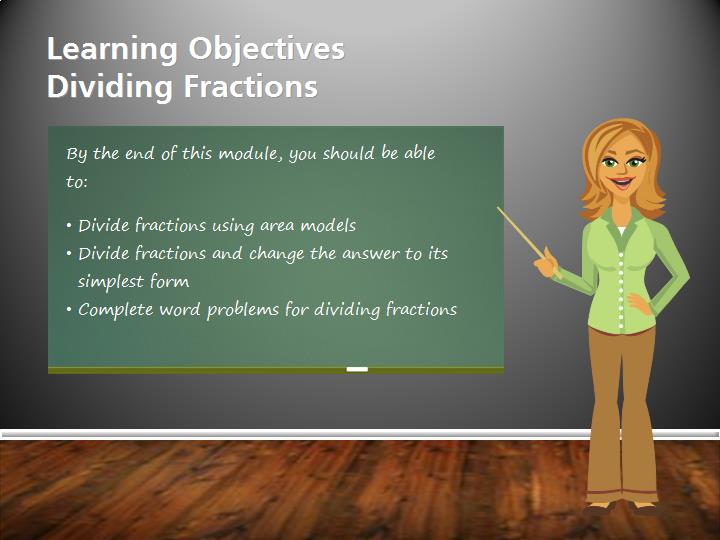 Learning Objectives
Dividing Fractions
By the end of this module, you should be able
to:
• Divide fractions using area models
• Divide fractions and change the answer to its
simplest form
• Complete word problems for dividing fractions